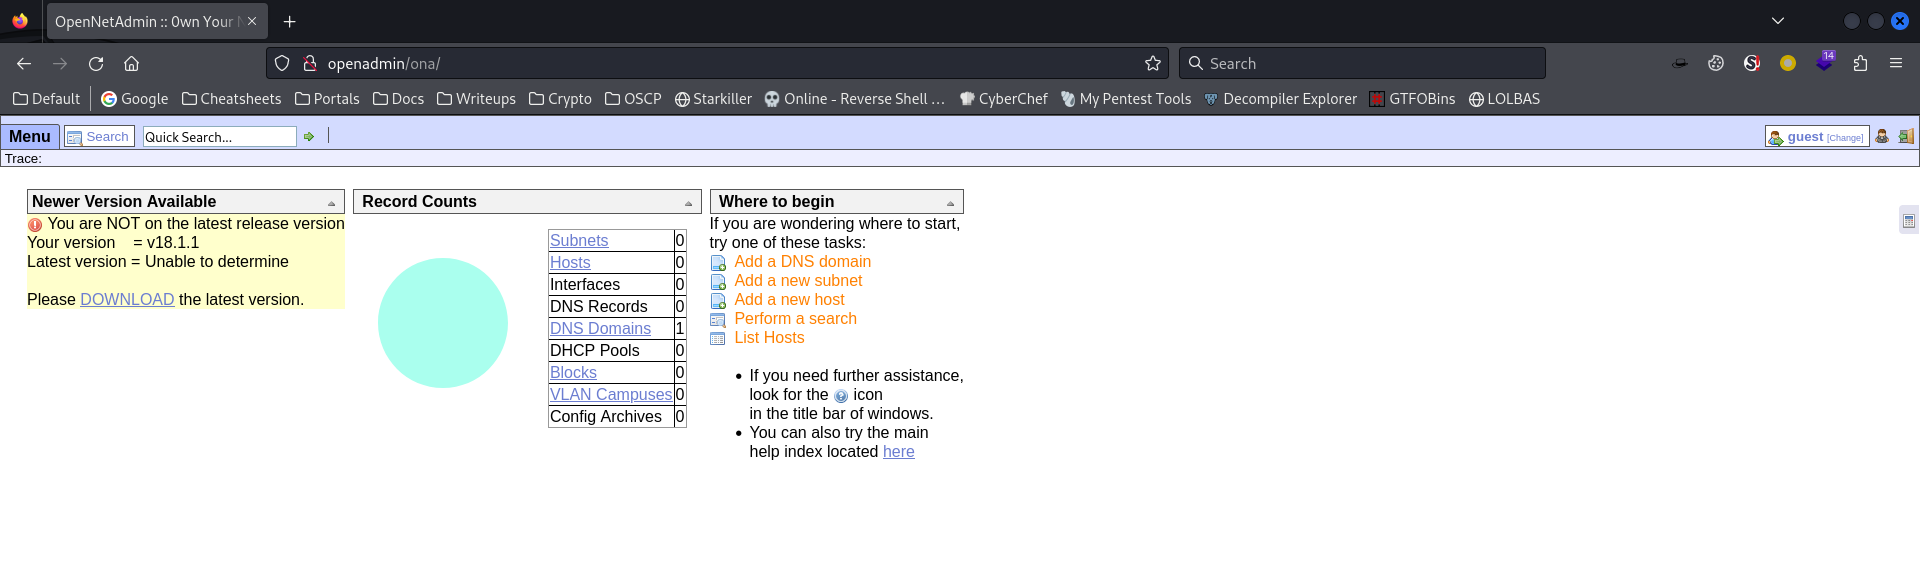 OpenNetAdmin :: 0wn Your N
openadmin/ona/
Search
14
Default
Google
Cheatsheets
Portals
Docs
Writeups
Crypto
OSCP
Starkiller
Online - Reverse Shell ...
CyberChef
My Pentest Tools
Decompiler Explorer
GTFOBins
LOLBAS
Menu
Search
Quick Search...
guest [Change]
Trace:
Newer Version Available
You are NOT on the latest release version
Your version = v18.1.1
Latest version = Unable to determine
Please DOWNLOAD the latest version.
Record Counts
Subnets 0
Hosts 0
Interfaces 0
DNS Records 0
DNS Domains 1
DHCP Pools 0
Blocks 0
VLAN Campuses 0
Config Archives 0
Where to begin
If you are wondering where to start,
try one of these tasks:
Add a DNS domain
Add a new subnet
Add a new host
Perform a search
List Hosts
• If you need further assistance,
look for the ? icon
in the title bar of windows.
• You can also try the main
help index located here